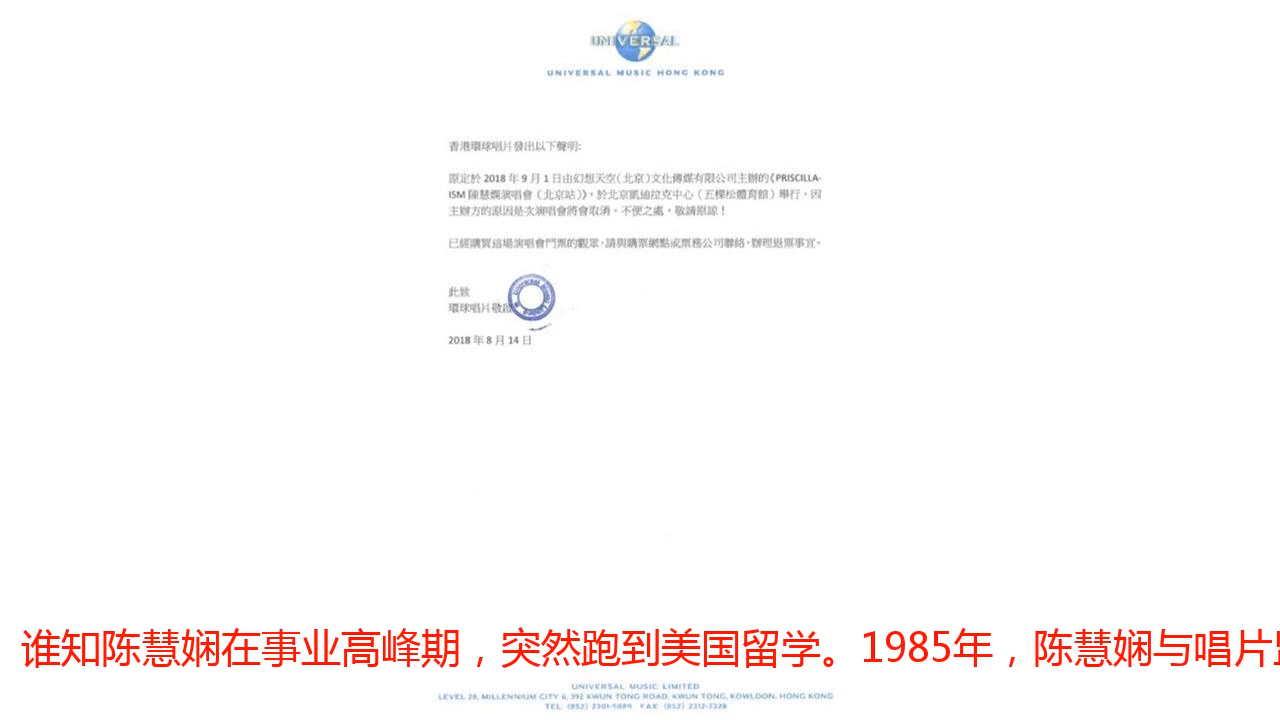 UNIVERSAL
UNIVERSAL MUSIC HONG KONG
香港環球唱片發出以下聲明:
原定於 2018 年 9 月 1 日由幻想天空（北京）文化傳媒有限公司主辦的《PRISCILLA-
ISM 陳慧嫻演唱會（北京站）》，於北京凱迪拉克中心（五棵松體育館）舉行，因
主辦方的原因是次演唱會將會取消。不便之處，敬請原諒！
已經購買這場演唱會門票的觀眾，請與購票網點或票務公司聯絡，辦理退票事宜。
此致
環球唱片敬啟
2018 年 8 月 14 日
谁知陈慧娴在事业高峰期，突然跑到美国留学。1985年，陈慧娴与唱片
UNIVERSAL MUSIC LIMITED
LEVEL 28, MILLENNIUM CITY 6, 392 KWUN TONG ROAD, KWUN TONG, KOWLOON, HONG KONG
TEL: (852) FAX: (852) 2312-7328